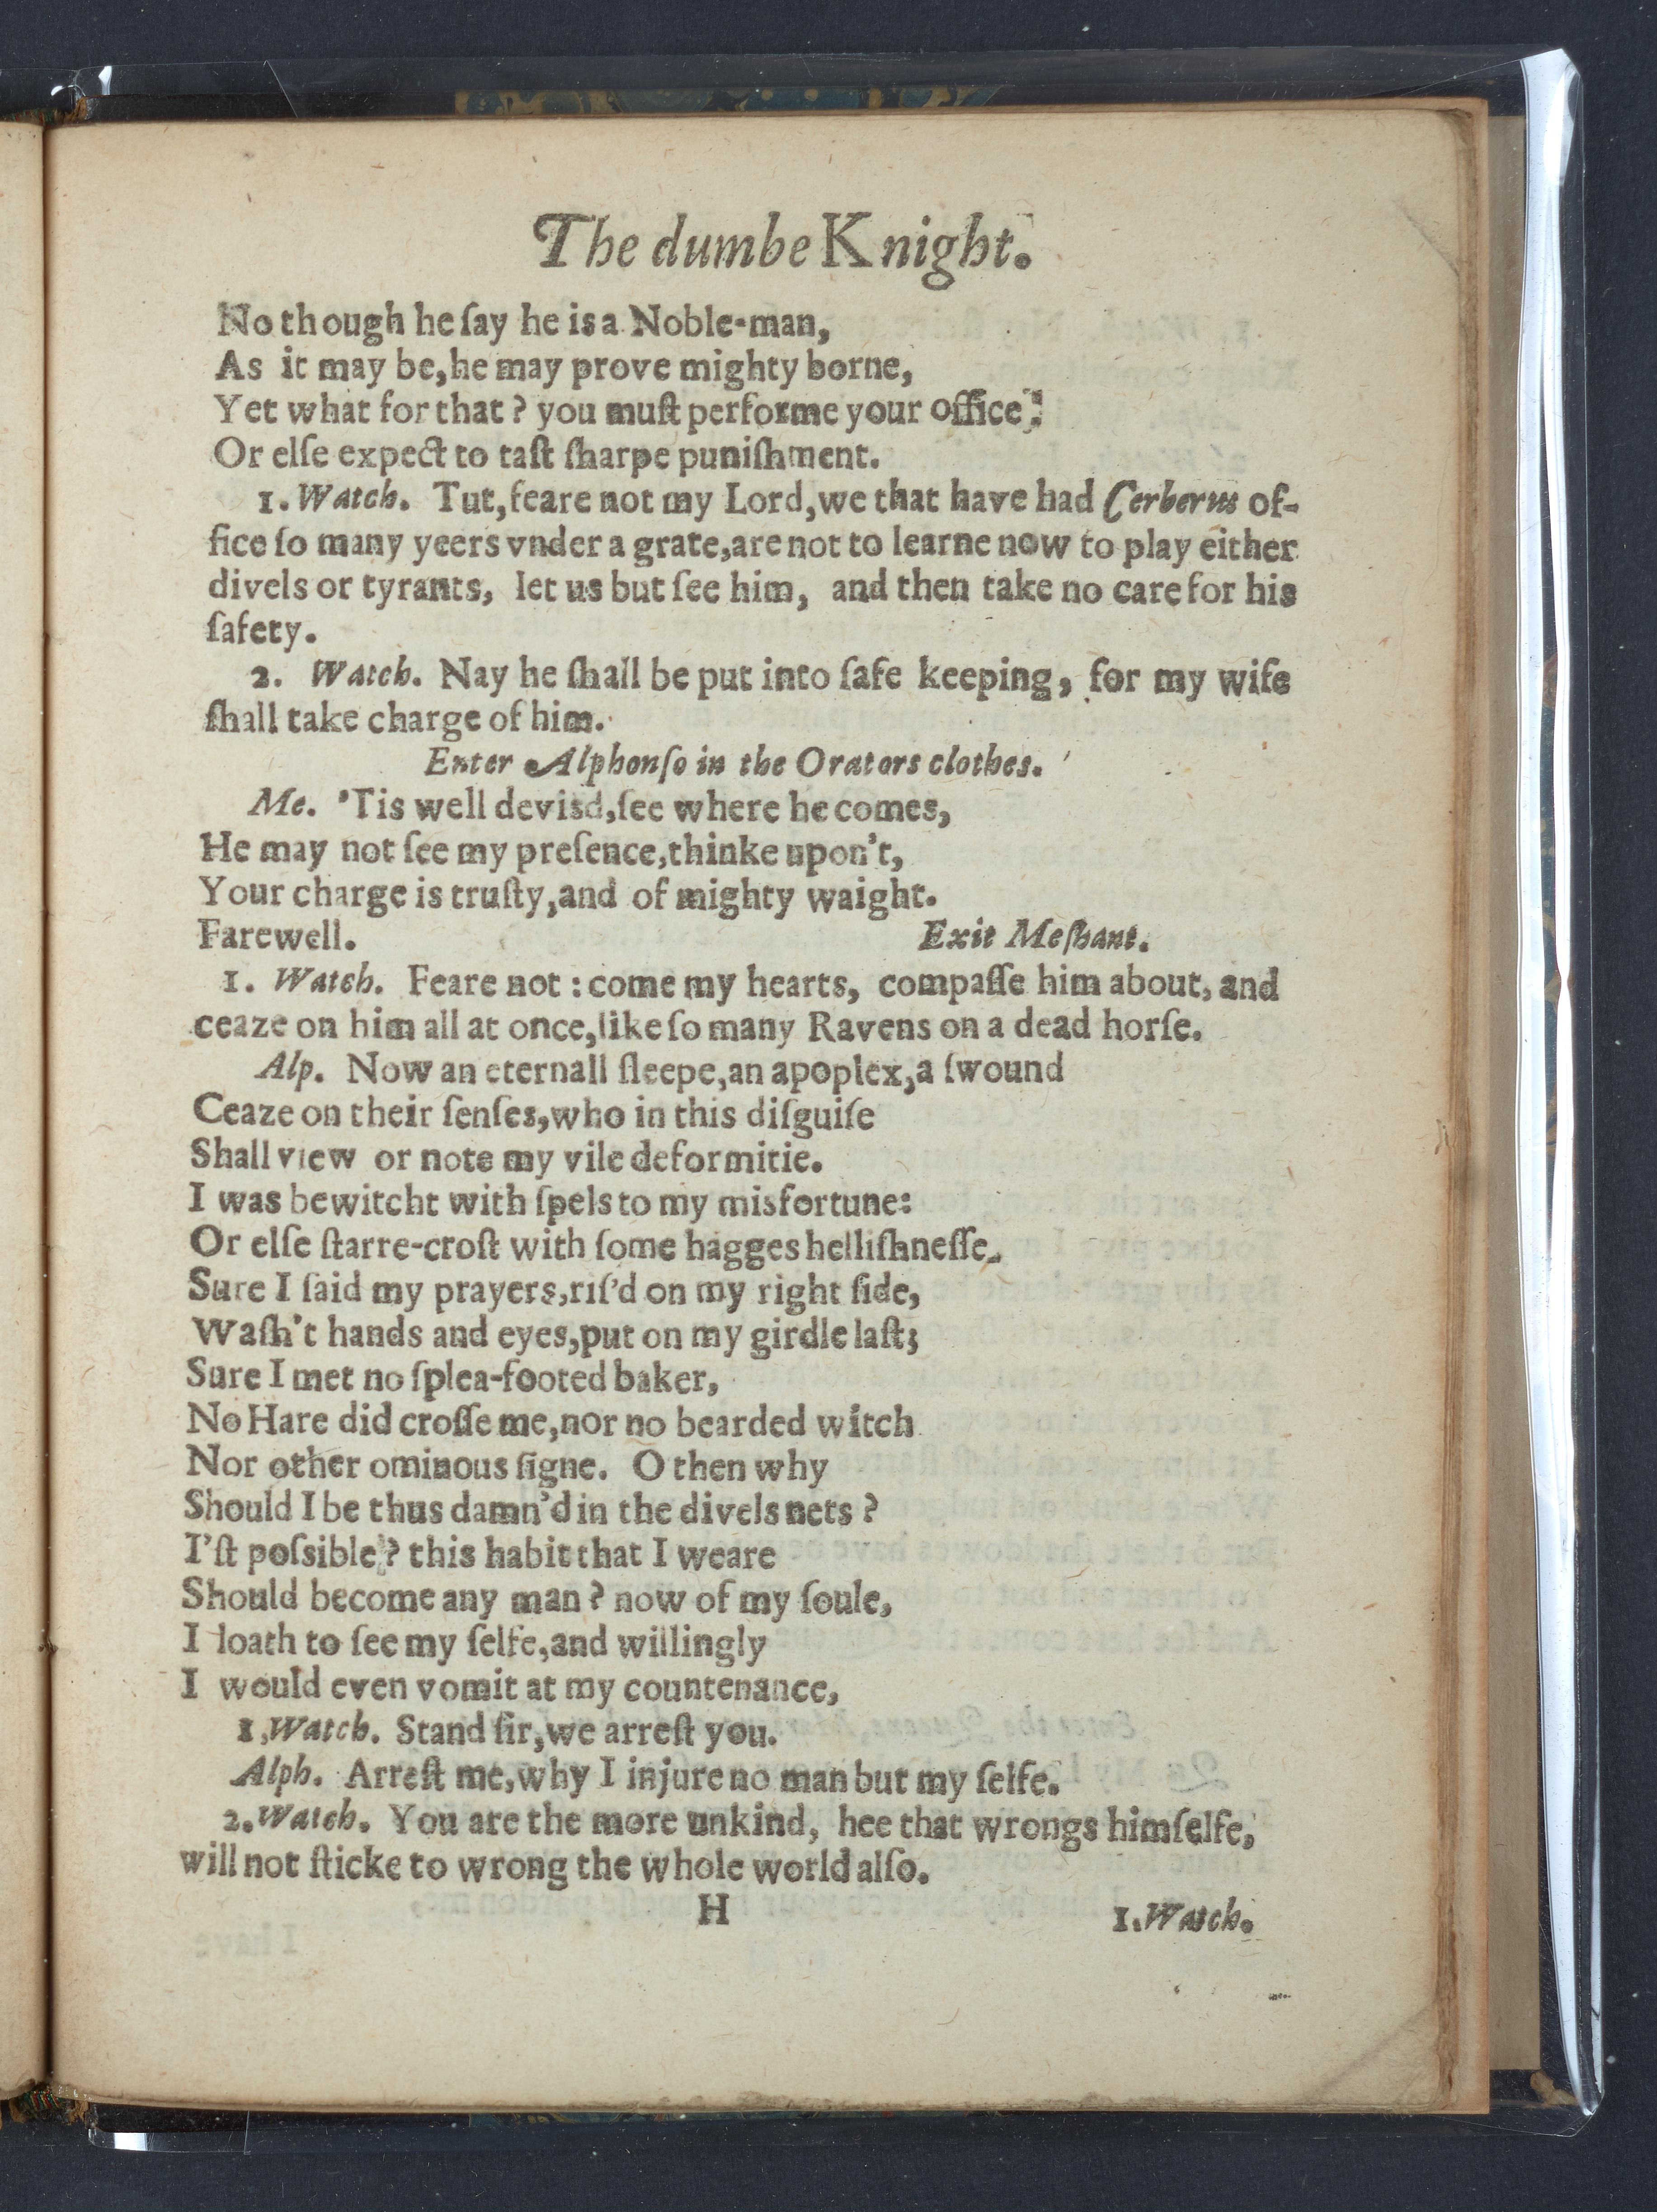 The dumbe Knight.
No though he ſay he is a Noble-man,
As it may be, he may prove mighty borne,
Yet what for that? you muſt performe your office:
Or elſe expect to taſt ſharpe puniſhment.
1. Watch. Tut, feare not my Lord, we that have had Cerberus of-
fice ſo many yeers vnder a grate, are not to learne now to play either
divels or tyrants, let us but ſee him, and then take no care for his
ſafety.
2. Watch. Nay he ſhall be put into ſafe keeping, for my wife
ſhall take charge of him.
Enter Alphonſo in the Orators clothes.
Me. 'Tis well devisd, ſee where he comes,
He may not ſee my preſence, thinke upon't,
Your charge is truſty, and of mighty waight.
Farewell. Exit Meſhant.
1. Watch. Feare not: come my hearts, compaſſe him about, and
ceaze on him all at once, like ſo many Ravens on a dead horſe.
Alp. Now an eternall ſleepe, an apoplex, a ſwound
Ceaze on their ſenſes, who in this diſguiſe
Shall view or note my vile deformitie.
I was bewitcht with ſpels to my misfortune:
Or elſe ſtarre-croſt with ſome hagges helliſhneſſe.
Sure I ſaid my prayers, riſ'd on my right ſide,
Waſh't hands and eyes, put on my girdle laſt;
Sure I met no ſplea-footed baker,
No Hare did croſſe me, nor no bearded witch
Nor other ominous ſigne. O then why
Should I be thus damn'd in the divels nets?
I'ſt poſsible? this habit that I weare
Should become any man? now of my ſoule,
I loath to ſee my ſelfe, and willingly
I would even vomit at my countenance,
1, Watch. Stand ſir, we arreſt you.
Alph. Arreſt me, why I injure no man but my ſelfe.
2. Watch. You are the more unkind, hee that wrongs himſelfe,
will not ſticke to wrong the whole world alſo.
H 1. Watch.